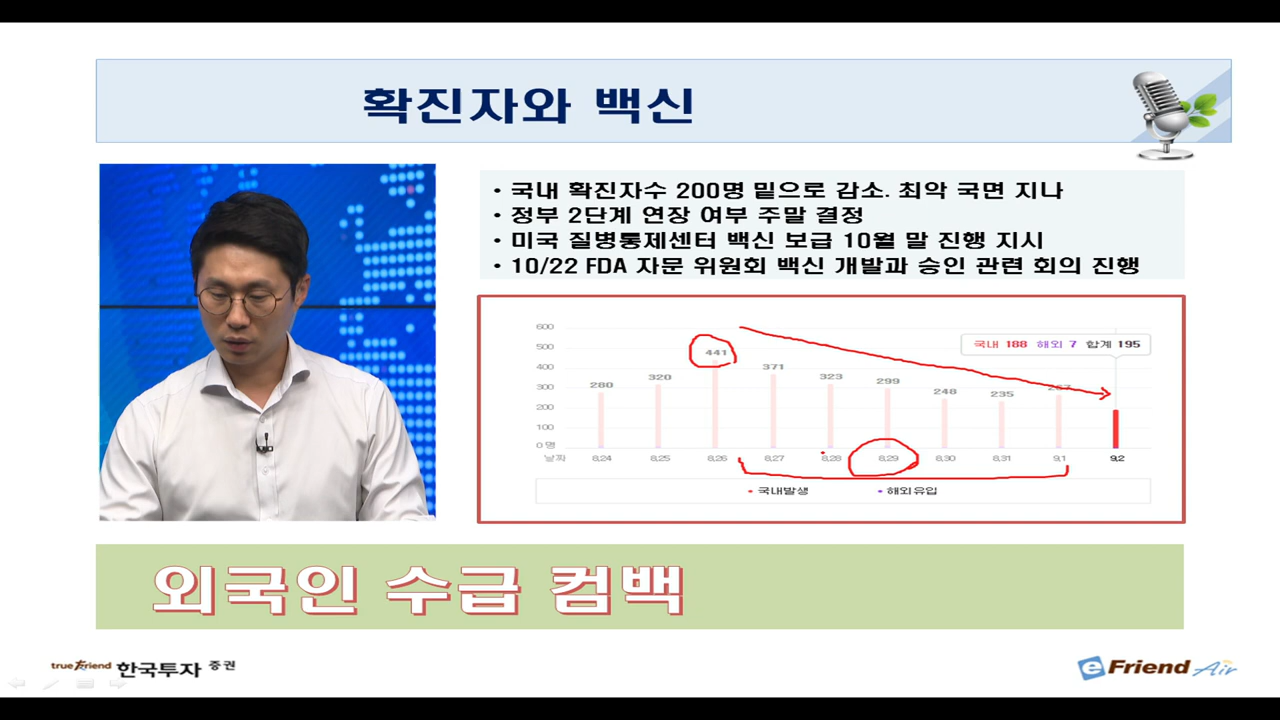 확진자와 백신
• 국내 확진자수 200명 밑으로 감소. 최악 국면 지나
• 정부 2단계 연장 여부 주말 결정
• 미국 질병통제센터 백신 보급 10월 말 진행 지시
• 10/22 FDA 자문 위원회 백신 개발과 승인 관련 회의 진행
600
500
400
300
200
100
0 명
국내 188 해외 7 합계 195
280 320 441 371 323 299 248 235 267
날짜 8.24 8.25 8.26 8.27 8.28 8.29 8.30 8.31 9.1 9.2
• 국내발생 • 해외유입
외국인 수급 컴백
true friend 한국투자 증권
eFriend Air